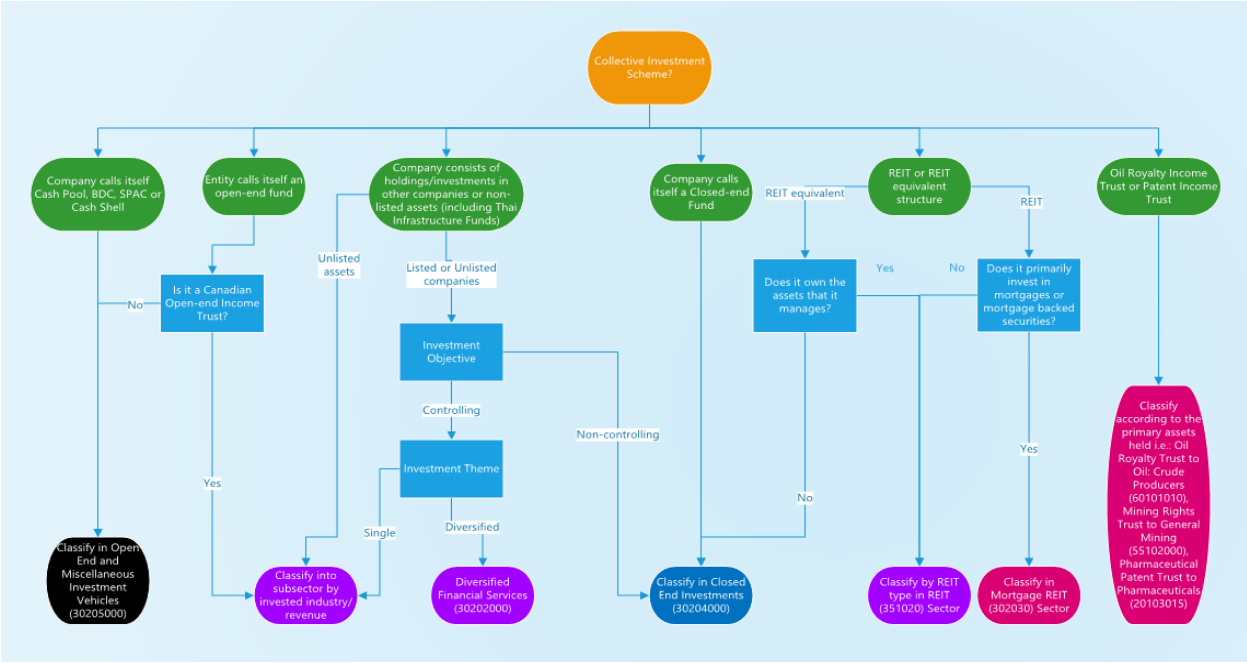 Collective Investment
Scheme?
Company calls itself
Cash Pool, BDC, SPAC or
Cash Shell
Entity calls itself an
open-end fund
Company consists of
holdings/investments in
other companies or non-
listed assets (including Thai
Infrastructure Funds)
Company calls
itself a Closed-end
Fund
REIT or REIT
equivalent
structure
Oil Royalty Income
Trust or Patent Income
Trust
REIT equivalent
REIT
Unlisted
assets
Listed or Unlisted
companies
Is it a Canadian
Open-end Income
Trust?
No
Does it own the
assets that it
manages?
Yes
No
Does it primarily
invest in
mortgages or
mortgage backed
securities?
Investment
Objective
Controlling
Non-controlling
Investment Theme
Yes
Single
Diversified
No
Yes
Classify in Open
End and
Miscellaneous
Investment
Vehicles
(30205000)
Classify into
subsector by
invested industry/
revenue
Diversified
Financial Services
(30202000)
Classify in Closed
End Investments
(30204000)
Classify by REIT
type in REIT
(351020) Sector
Classify in
Mortgage REIT
(302030) Sector
Classify
according to the
primary assets
held i.e.: Oil
Royalty Trust to
Oil: Crude
Producers
(60101010),
Mining Rights
Trust to General
Mining
(55102000),
Pharmaceutical
Patent Trust to
Pharmaceuticals
(20103015)